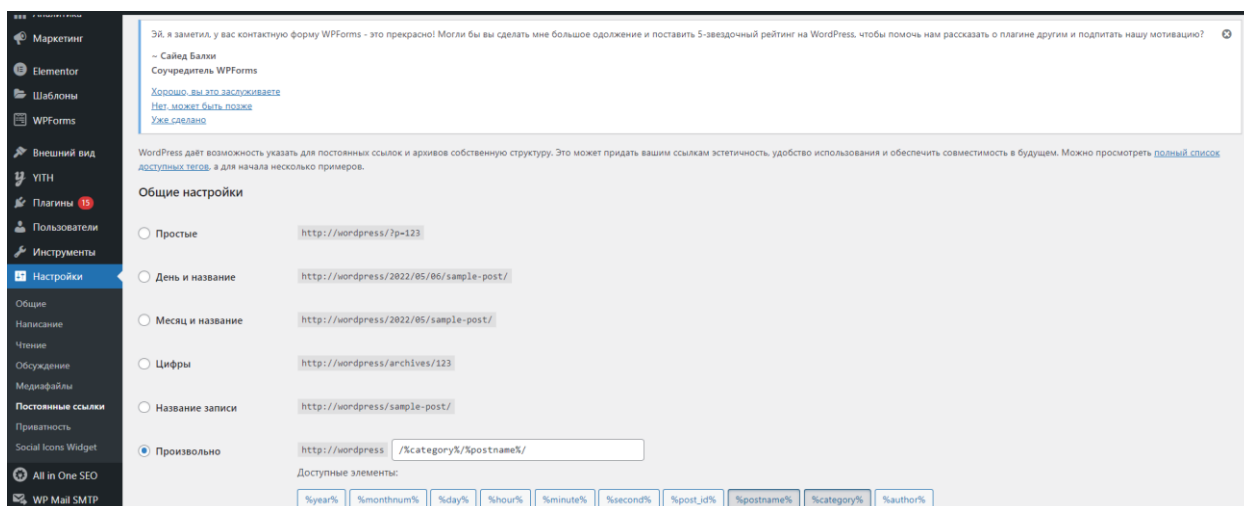 Аналитика
Маркетинг
Elementor
Шаблоны
WPForms
Внешний вид
YITH
Плагины 15
Пользователи
Инструменты
Настройки
Общие
Написание
Чтение
Обсуждение
Медиафайлы
Постоянные ссылки
Приватность
Social Icons Widget
All in One SEO
WP Mail SMTP
Эй, я заметил, у вас контактную форму WPForms - это прекрасно! Могли бы вы сделать мне большое одолжение и поставить 5-звездочный рейтинг на WordPress, чтобы помочь нам рассказать о плагине другим и подпитать нашу мотивацию?
~ Сайед Балхи
Соучредитель WPForms
Хорошо, вы это заслуживаете
Нет, может быть позже
Уже сделано
WordPress даёт возможность указать для постоянных ссылок и архивов собственную структуру. Это может придать вашим ссылкам эстетичность, удобство использования и обеспечить совместимость в будущем. Можно просмотреть полный список
доступных тегов, а для начала несколько примеров.
Общие настройки
Простые http://wordpress/?p=123
День и название http://wordpress/2022/05/06/sample-post/
Месяц и название http://wordpress/2022/05/sample-post/
Цифры http://wordpress/archives/123
Название записи http://wordpress/sample-post/
Произвольно http://wordpress /%category%/%postname%/
Доступные элементы:
%year% %monthnum% %day% %hour% %minute% %second% %post_id% %postname% %category% %author%